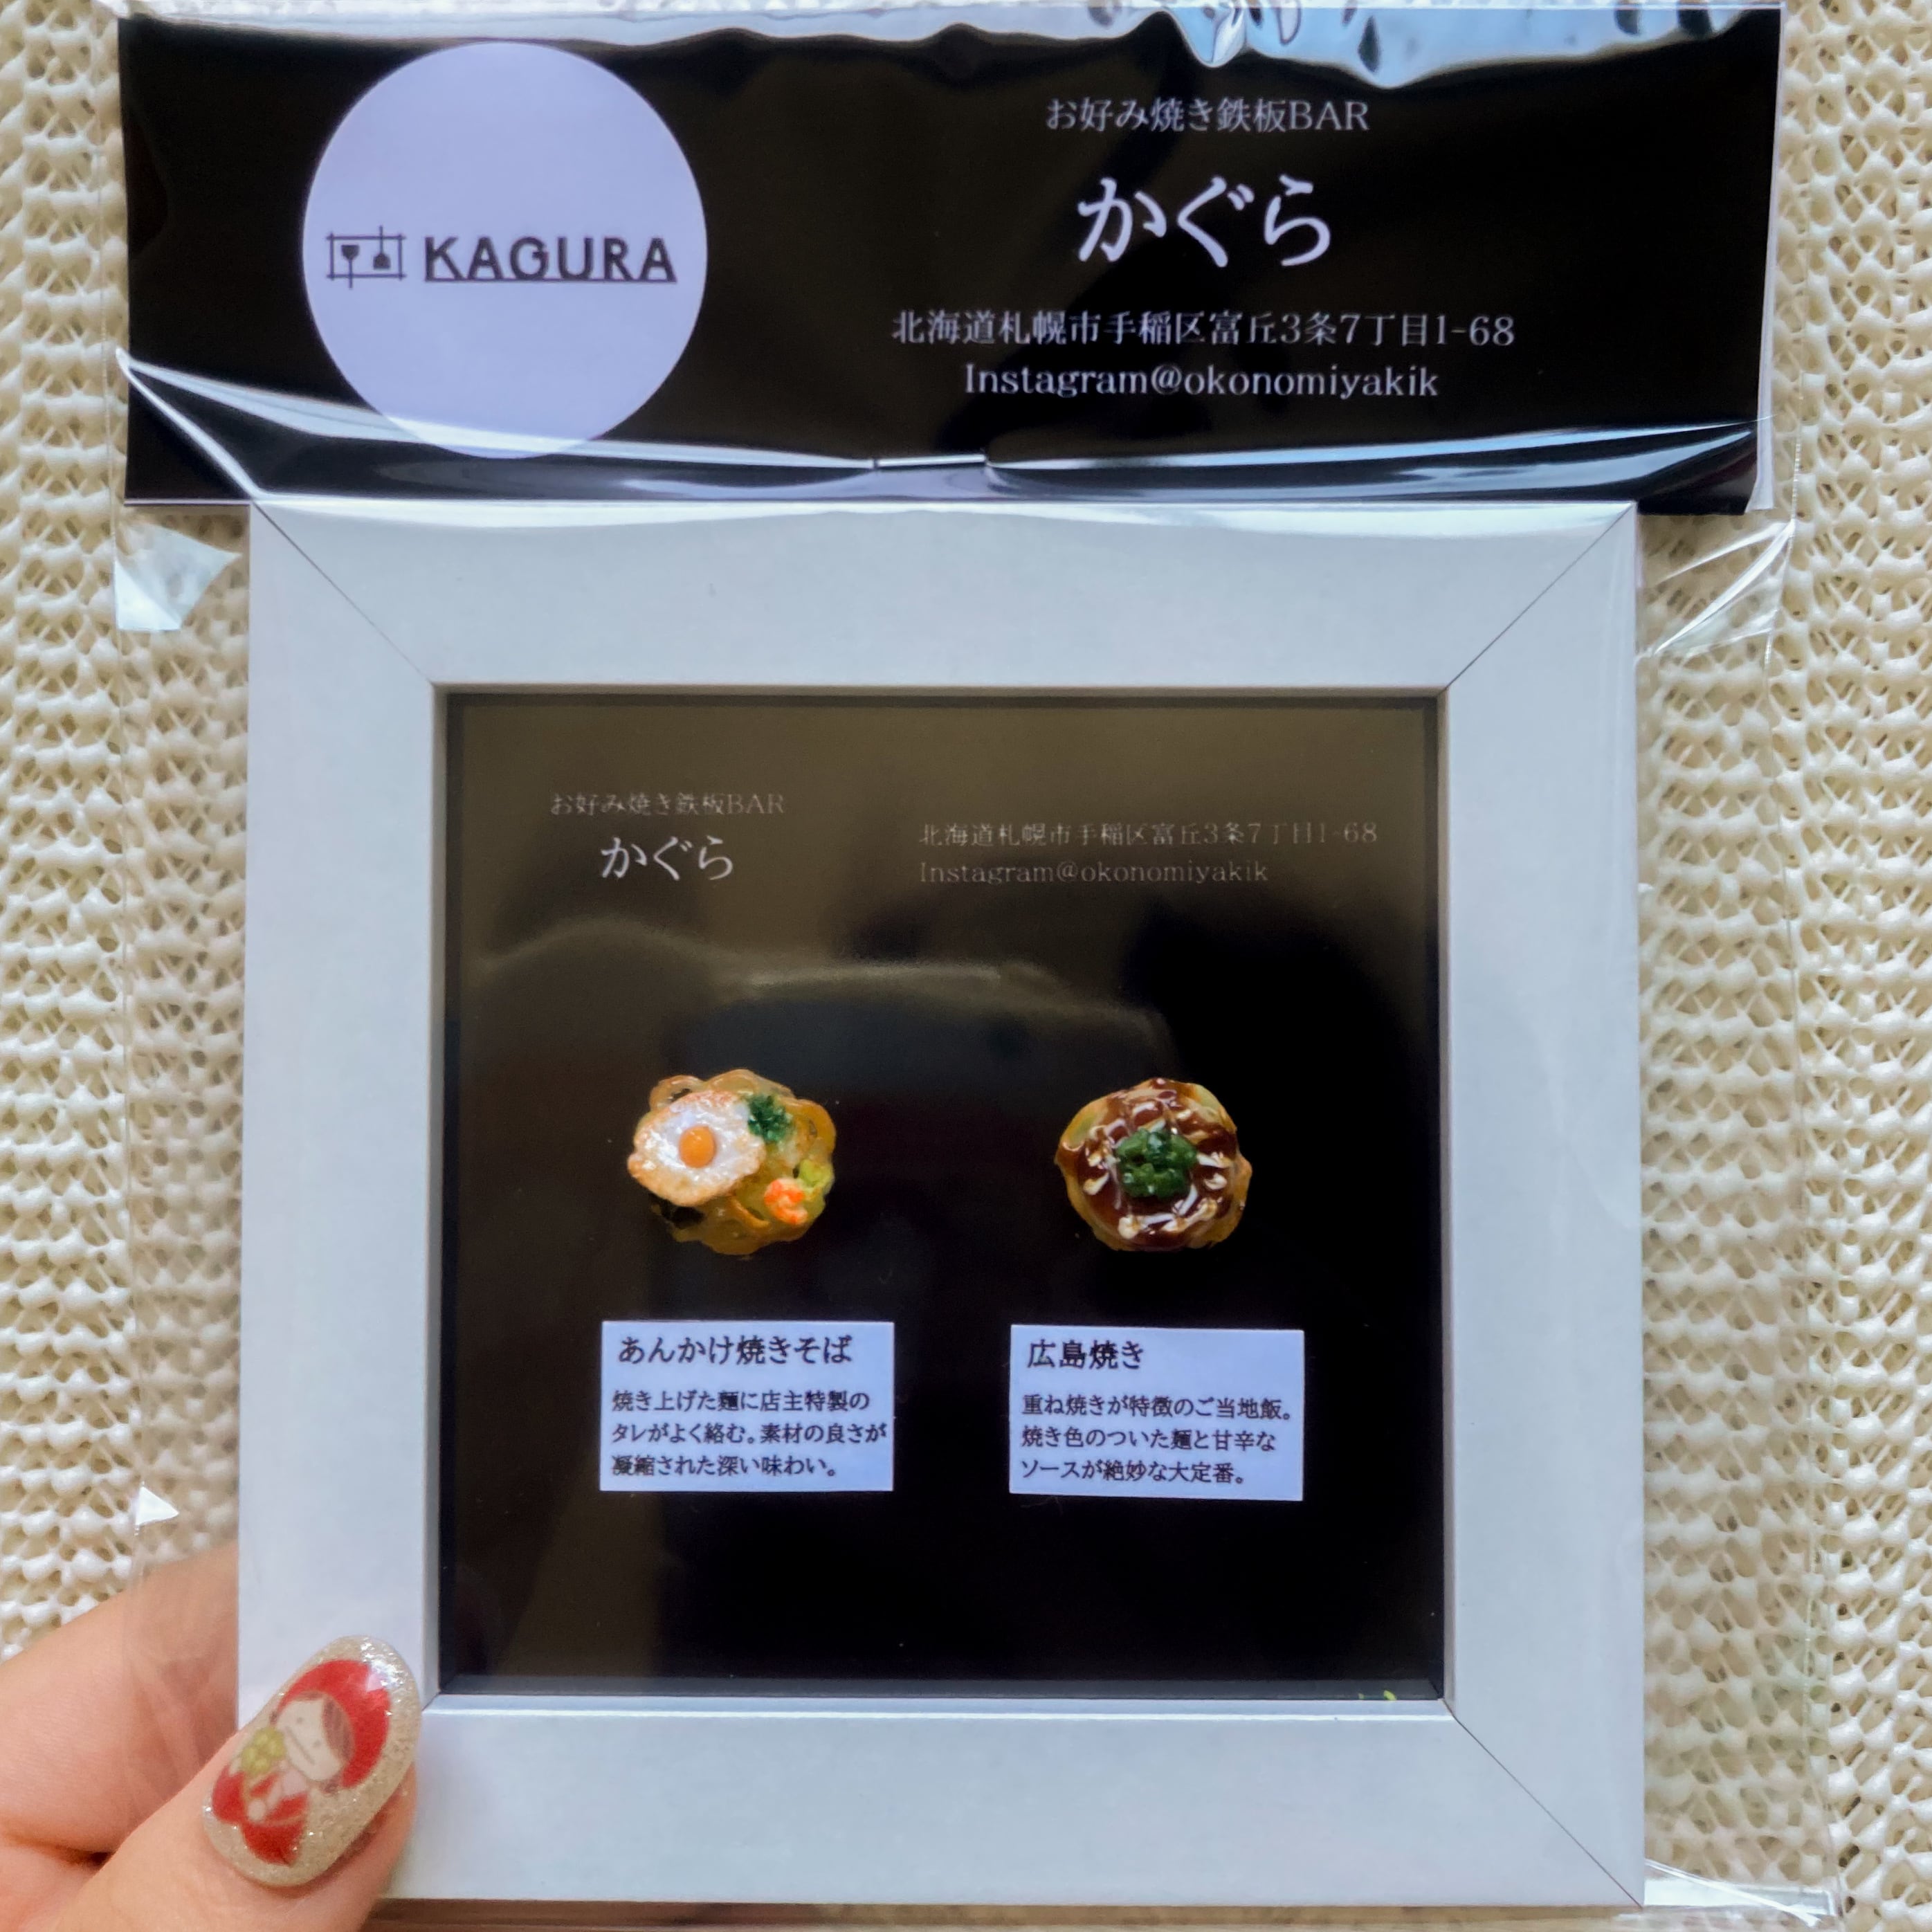 KAGURA
お好み焼き鉄板BAR
かぐら
北海道札幌市手稲区富丘3条7丁目1-68
Instagram@okonomiyakik
お好み焼き鉄板BAR
かぐら
北海道札幌市手稲区富丘3条7丁目1-68
Instagram@okonomiyakik
あんかけ焼きそば
焼き上げた麺に店主特製の
タレがよく絡む。素材の良さが
凝縮された深い味わい。
広島焼き
重ね焼きが特徴のご当地飯。
焼き色のついた麺と甘辛な
ソースが絶妙な大定番。